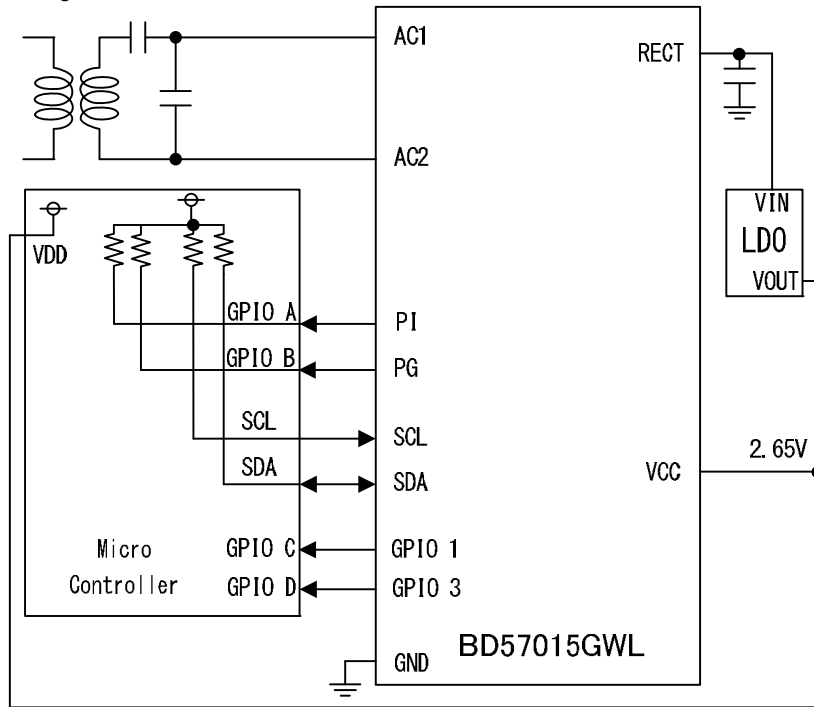 AC1
RECT
AC2
VIN
LDO
VOUT
VDD
GPIO A
PI
GPIO B
PG
SCL
SCL
SDA
SDA
VCC
2.65V
Micro
Controller
GPIO C
GPIO 1
GPIO D
GPIO 3
GND
BD57015GWL